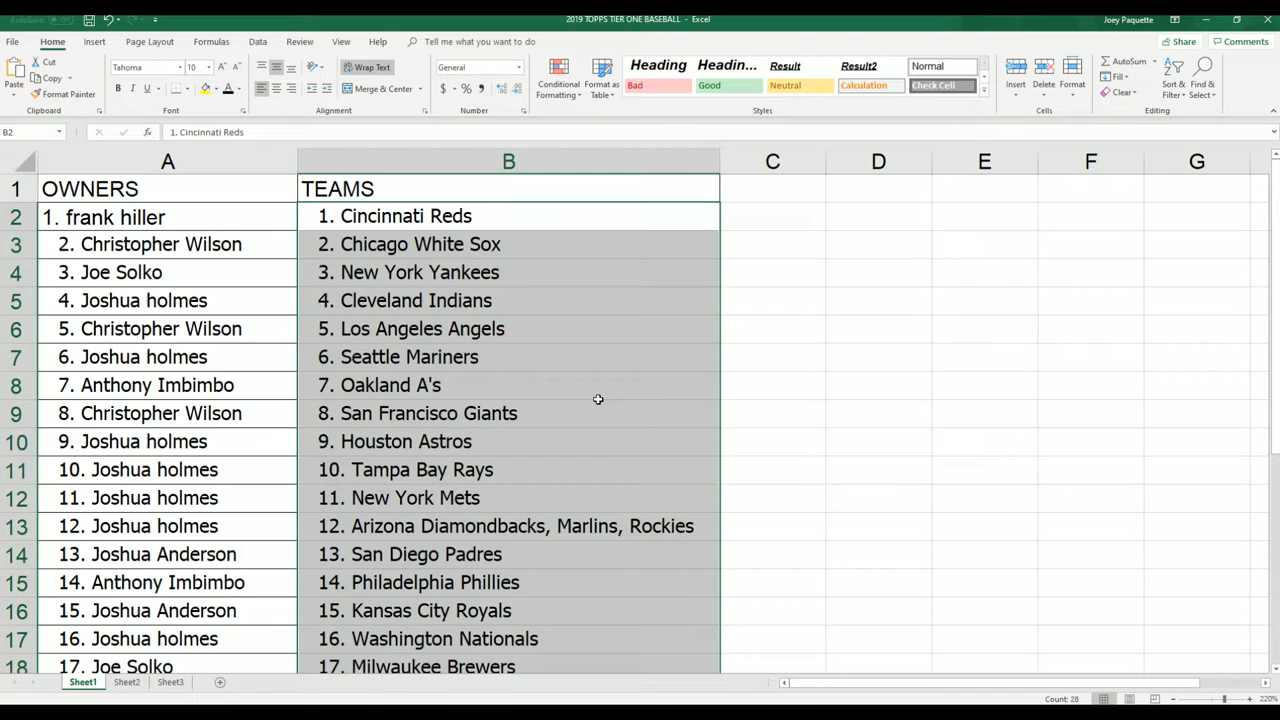 AutoSave Off 2019 TOPPS TIER ONE BASEBALL - Excel Joey Paquette
File Home Insert Page Layout Formulas Data Review View Help Tell me what you want to do Share Comments
Paste Cut Copy Format Painter Clipboard
Tahoma 10 B I U A Font
Wrap Text Merge & Center Alignment
General $ % , Number
Conditional Formatting Format as Table
Heading Headin... Result Result2 Normal
Bad Good Neutral Calculation Check Cell
Styles
Insert Delete Format Cells
AutoSum Fill Clear Sort & Filter Find & Select Editing
B2 fx 1. Cincinnati Reds
A B C D E F G
1 OWNERS TEAMS
2 1. frank hiller 1. Cincinnati Reds
3 2. Christopher Wilson 2. Chicago White Sox
4 3. Joe Solko 3. New York Yankees
5 4. Joshua holmes 4. Cleveland Indians
6 5. Christopher Wilson 5. Los Angeles Angels
7 6. Joshua holmes 6. Seattle Mariners
8 7. Anthony Imbimbo 7. Oakland A's
9 8. Christopher Wilson 8. San Francisco Giants
10 9. Joshua holmes 9. Houston Astros
11 10. Joshua holmes 10. Tampa Bay Rays
12 11. Joshua holmes 11. New York Mets
13 12. Joshua holmes 12. Arizona Diamondbacks, Marlins, Rockies
14 13. Joshua Anderson 13. San Diego Padres
15 14. Anthony Imbimbo 14. Philadelphia Phillies
16 15. Joshua Anderson 15. Kansas City Royals
17 16. Joshua holmes 16. Washington Nationals
18 17. Joe Solko 17. Milwaukee Brewers
Sheet1 Sheet2 Sheet3
Count: 28 220%